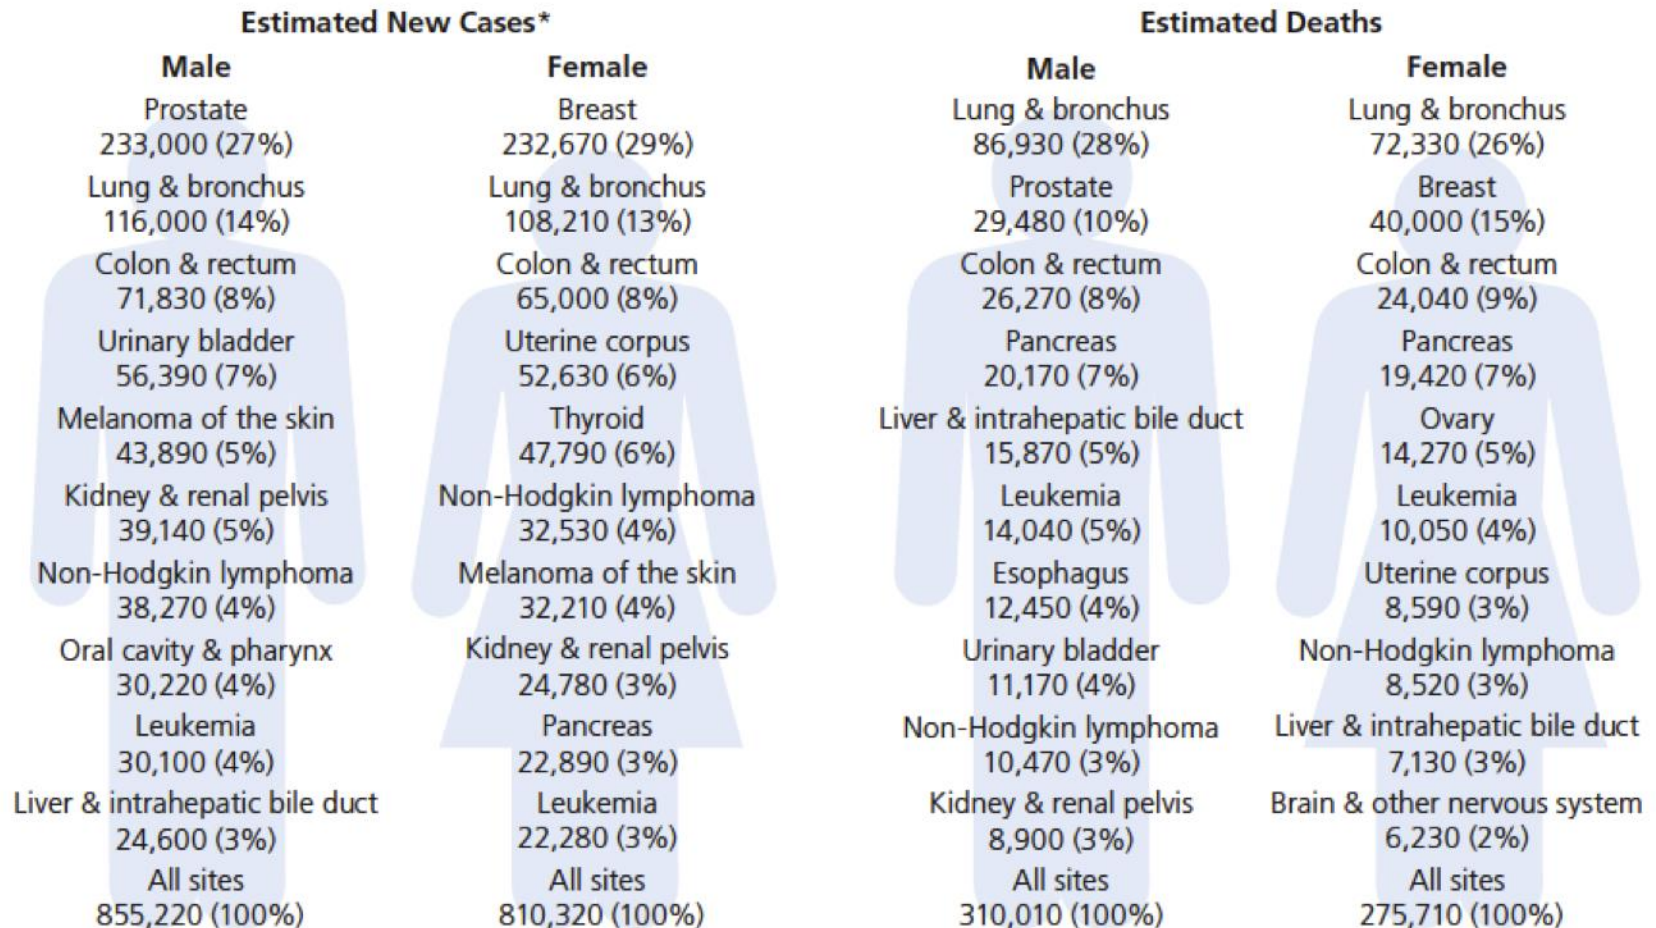 Estimated New Cases*
Male
Prostate
233,000 (27%)
Lung & bronchus
116,000 (14%)
Colon & rectum
71,830 (8%)
Urinary bladder
56,390 (7%)
Melanoma of the skin
43,890 (5%)
Kidney & renal pelvis
39,140 (5%)
Non-Hodgkin lymphoma
38,270 (4%)
Oral cavity & pharynx
30,220 (4%)
Leukemia
30,100 (4%)
Liver & intrahepatic bile duct
24,600 (3%)
All sites
855,220 (100%)
Female
Breast
232,670 (29%)
Lung & bronchus
108,210 (13%)
Colon & rectum
65,000 (8%)
Uterine corpus
52,630 (6%)
Thyroid
47,790 (6%)
Non-Hodgkin lymphoma
32,530 (4%)
Melanoma of the skin
32,210 (4%)
Kidney & renal pelvis
24,780 (3%)
Pancreas
22,890 (3%)
Leukemia
22,280 (3%)
All sites
810,320 (100%)
Estimated Deaths
Male
Lung & bronchus
86,930 (28%)
Prostate
29,480 (10%)
Colon & rectum
26,270 (8%)
Pancreas
20,170 (7%)
Liver & intrahepatic bile duct
15,870 (5%)
Leukemia
14,040 (5%)
Esophagus
12,450 (4%)
Urinary bladder
11,170 (4%)
Non-Hodgkin lymphoma
10,470 (3%)
Kidney & renal pelvis
8,900 (3%)
All sites
310,010 (100%)
Female
Lung & bronchus
72,330 (26%)
Breast
40,000 (15%)
Colon & rectum
24,040 (9%)
Pancreas
19,420 (7%)
Ovary
14,270 (5%)
Leukemia
10,050 (4%)
Uterine corpus
8,590 (3%)
Non-Hodgkin lymphoma
8,520 (3%)
Liver & intrahepatic bile duct
7,130 (3%)
Brain & other nervous system
6,230 (2%)
All sites
275,710 (100%)